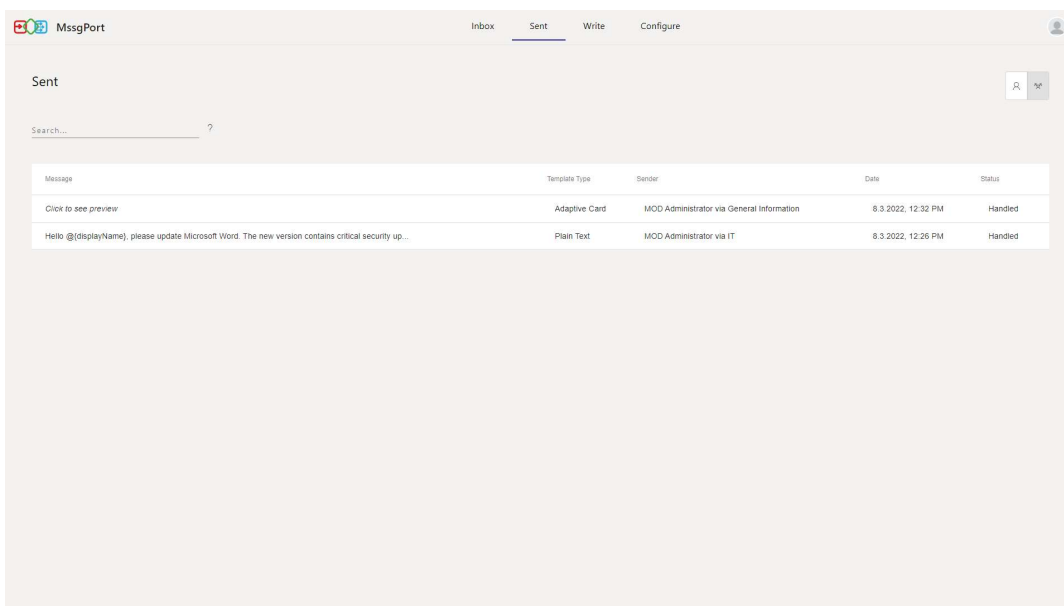 MssgPort Inbox Sent Write Configure
Sent
Search... ?
Message Template Type Sender Date Status
Click to see preview Adaptive Card MOD Administrator via General Information 8.3.2022, 12:32 PM Handled
Hello @{displayName}, please update Microsoft Word. The new version contains critical security up... Plain Text MOD Administrator via IT 8.3.2022, 12:26 PM Handled